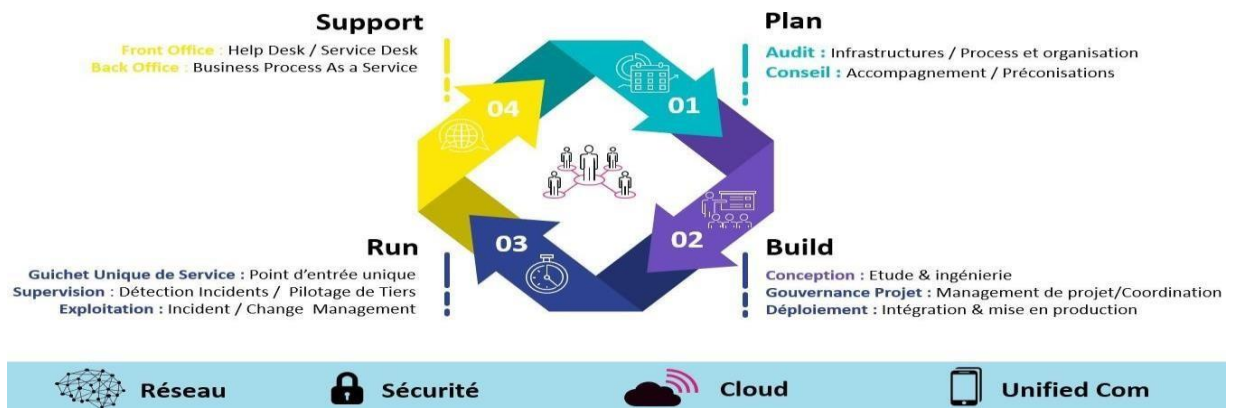 Support
Front Office : Help Desk / Service Desk
Back Office : Business Process As a Service
Plan
Audit : Infrastructures / Process et organisation
Conseil : Accompagnement / Préconisations
01
04
03
02
Run
Guichet Unique de Service : Point d'entrée unique
Supervision : Détection Incidents / Pilotage de Tiers
Exploitation : Incident / Change Management
Build
Conception : Etude & ingénierie
Gouvernance Projet : Management de projet/Coordination
Déploiement : Intégration & mise en production
Réseau
Sécurité
Cloud
Unified Com